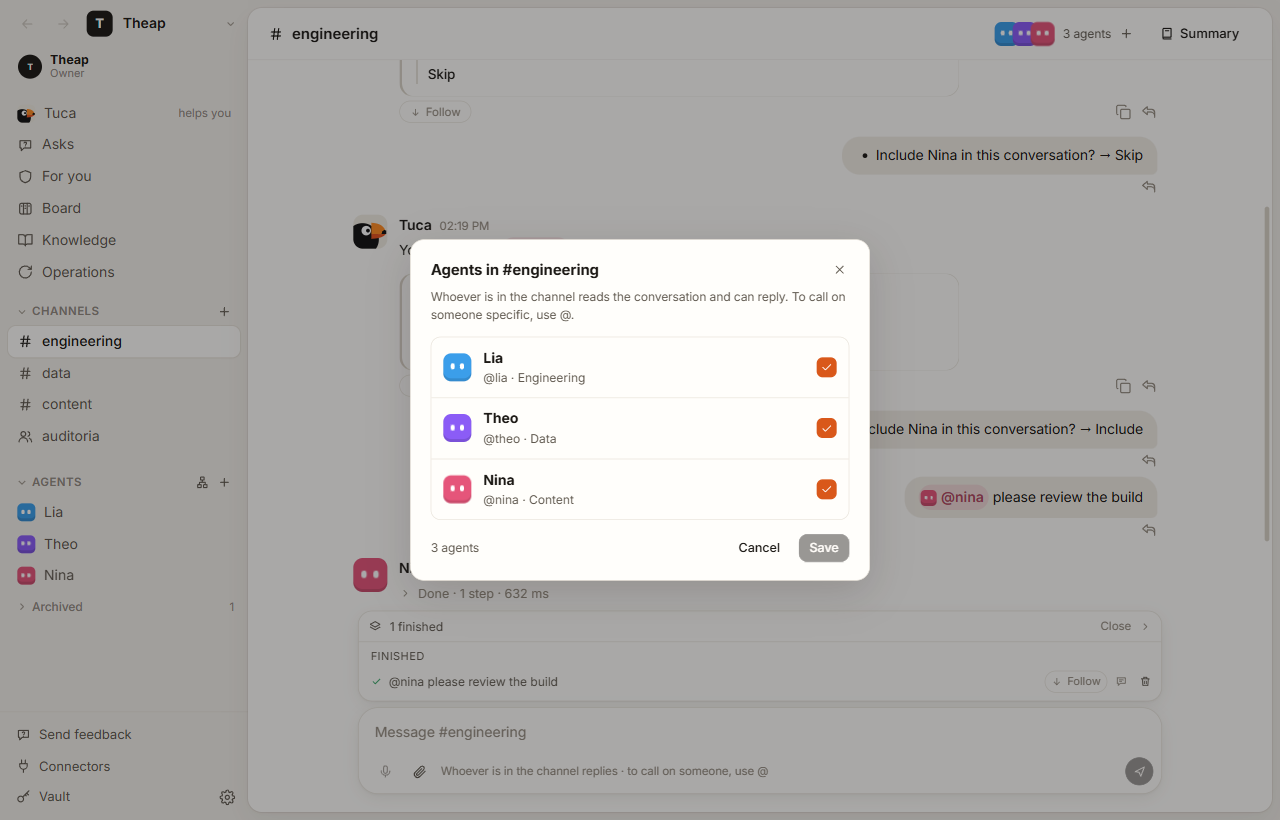 T Theap
T Theap
Owner
Tuca helps you
Asks
For you
Board
Knowledge
Operations
CHANNELS
engineering
data
content
auditoria
AGENTS
Lia
Theo
Nina
Archived 1
Send feedback
Connectors
Vault
# engineering
3 agents
Summary
Skip
Follow
• Include Nina in this conversation? → Skip
Tuca 02:19 PM
Agents in #engineering
Whoever is in the channel reads the conversation and can reply. To call on
someone specific, use @.
Lia
@lia · Engineering
Theo
@theo · Data
Nina
@nina · Content
3 agents
Cancel
Save
Nina in this conversation? → Include
@nina please review the build
Done · 1 step · 632 ms
1 finished
Close
FINISHED
@nina please review the build
Follow
Message #engineering
Whoever is in the channel replies · to call on someone, use @